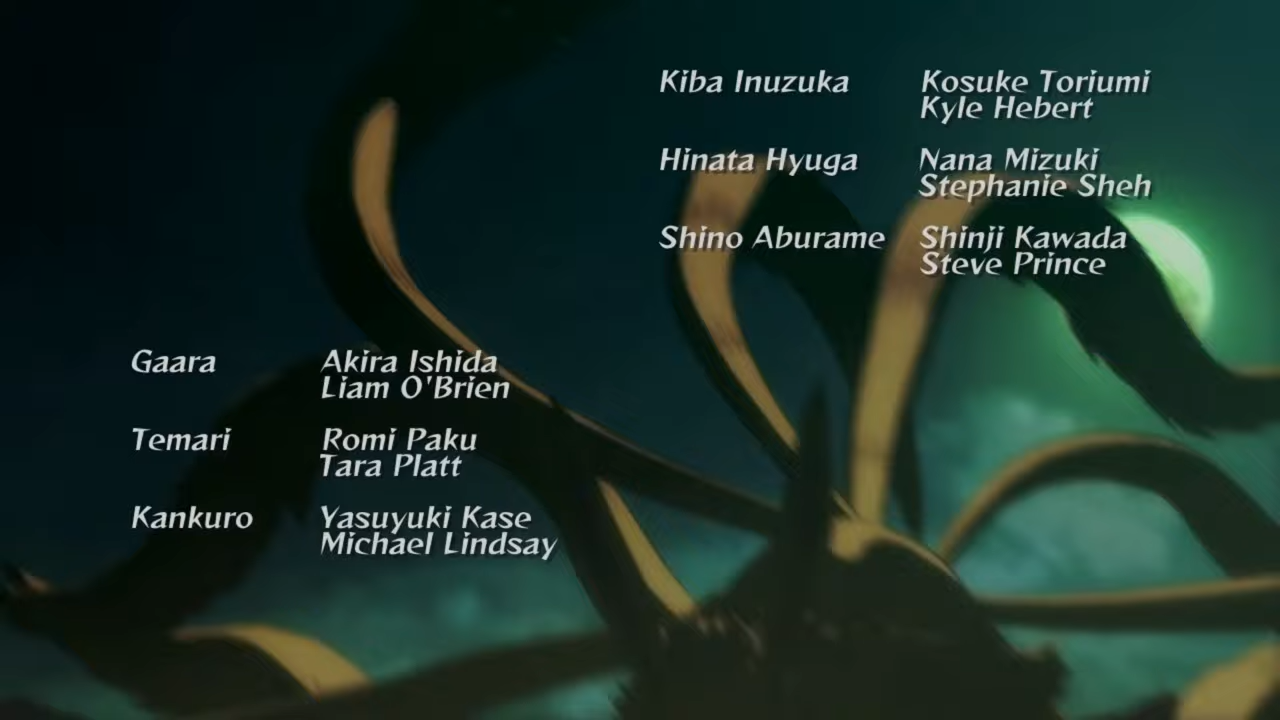 Kiba Inuzuka Kosuke Toriumi
Kyle Hebert
Hinata Hyuga Nana Mizuki
Stephanie Sheh
Shino Aburame Shinji Kawada
Steve Prince
Gaara Akira Ishida
Liam O'Brien
Temari Romi Paku
Tara Platt
Kankuro Yasuyuki Kase
Michael Lindsay